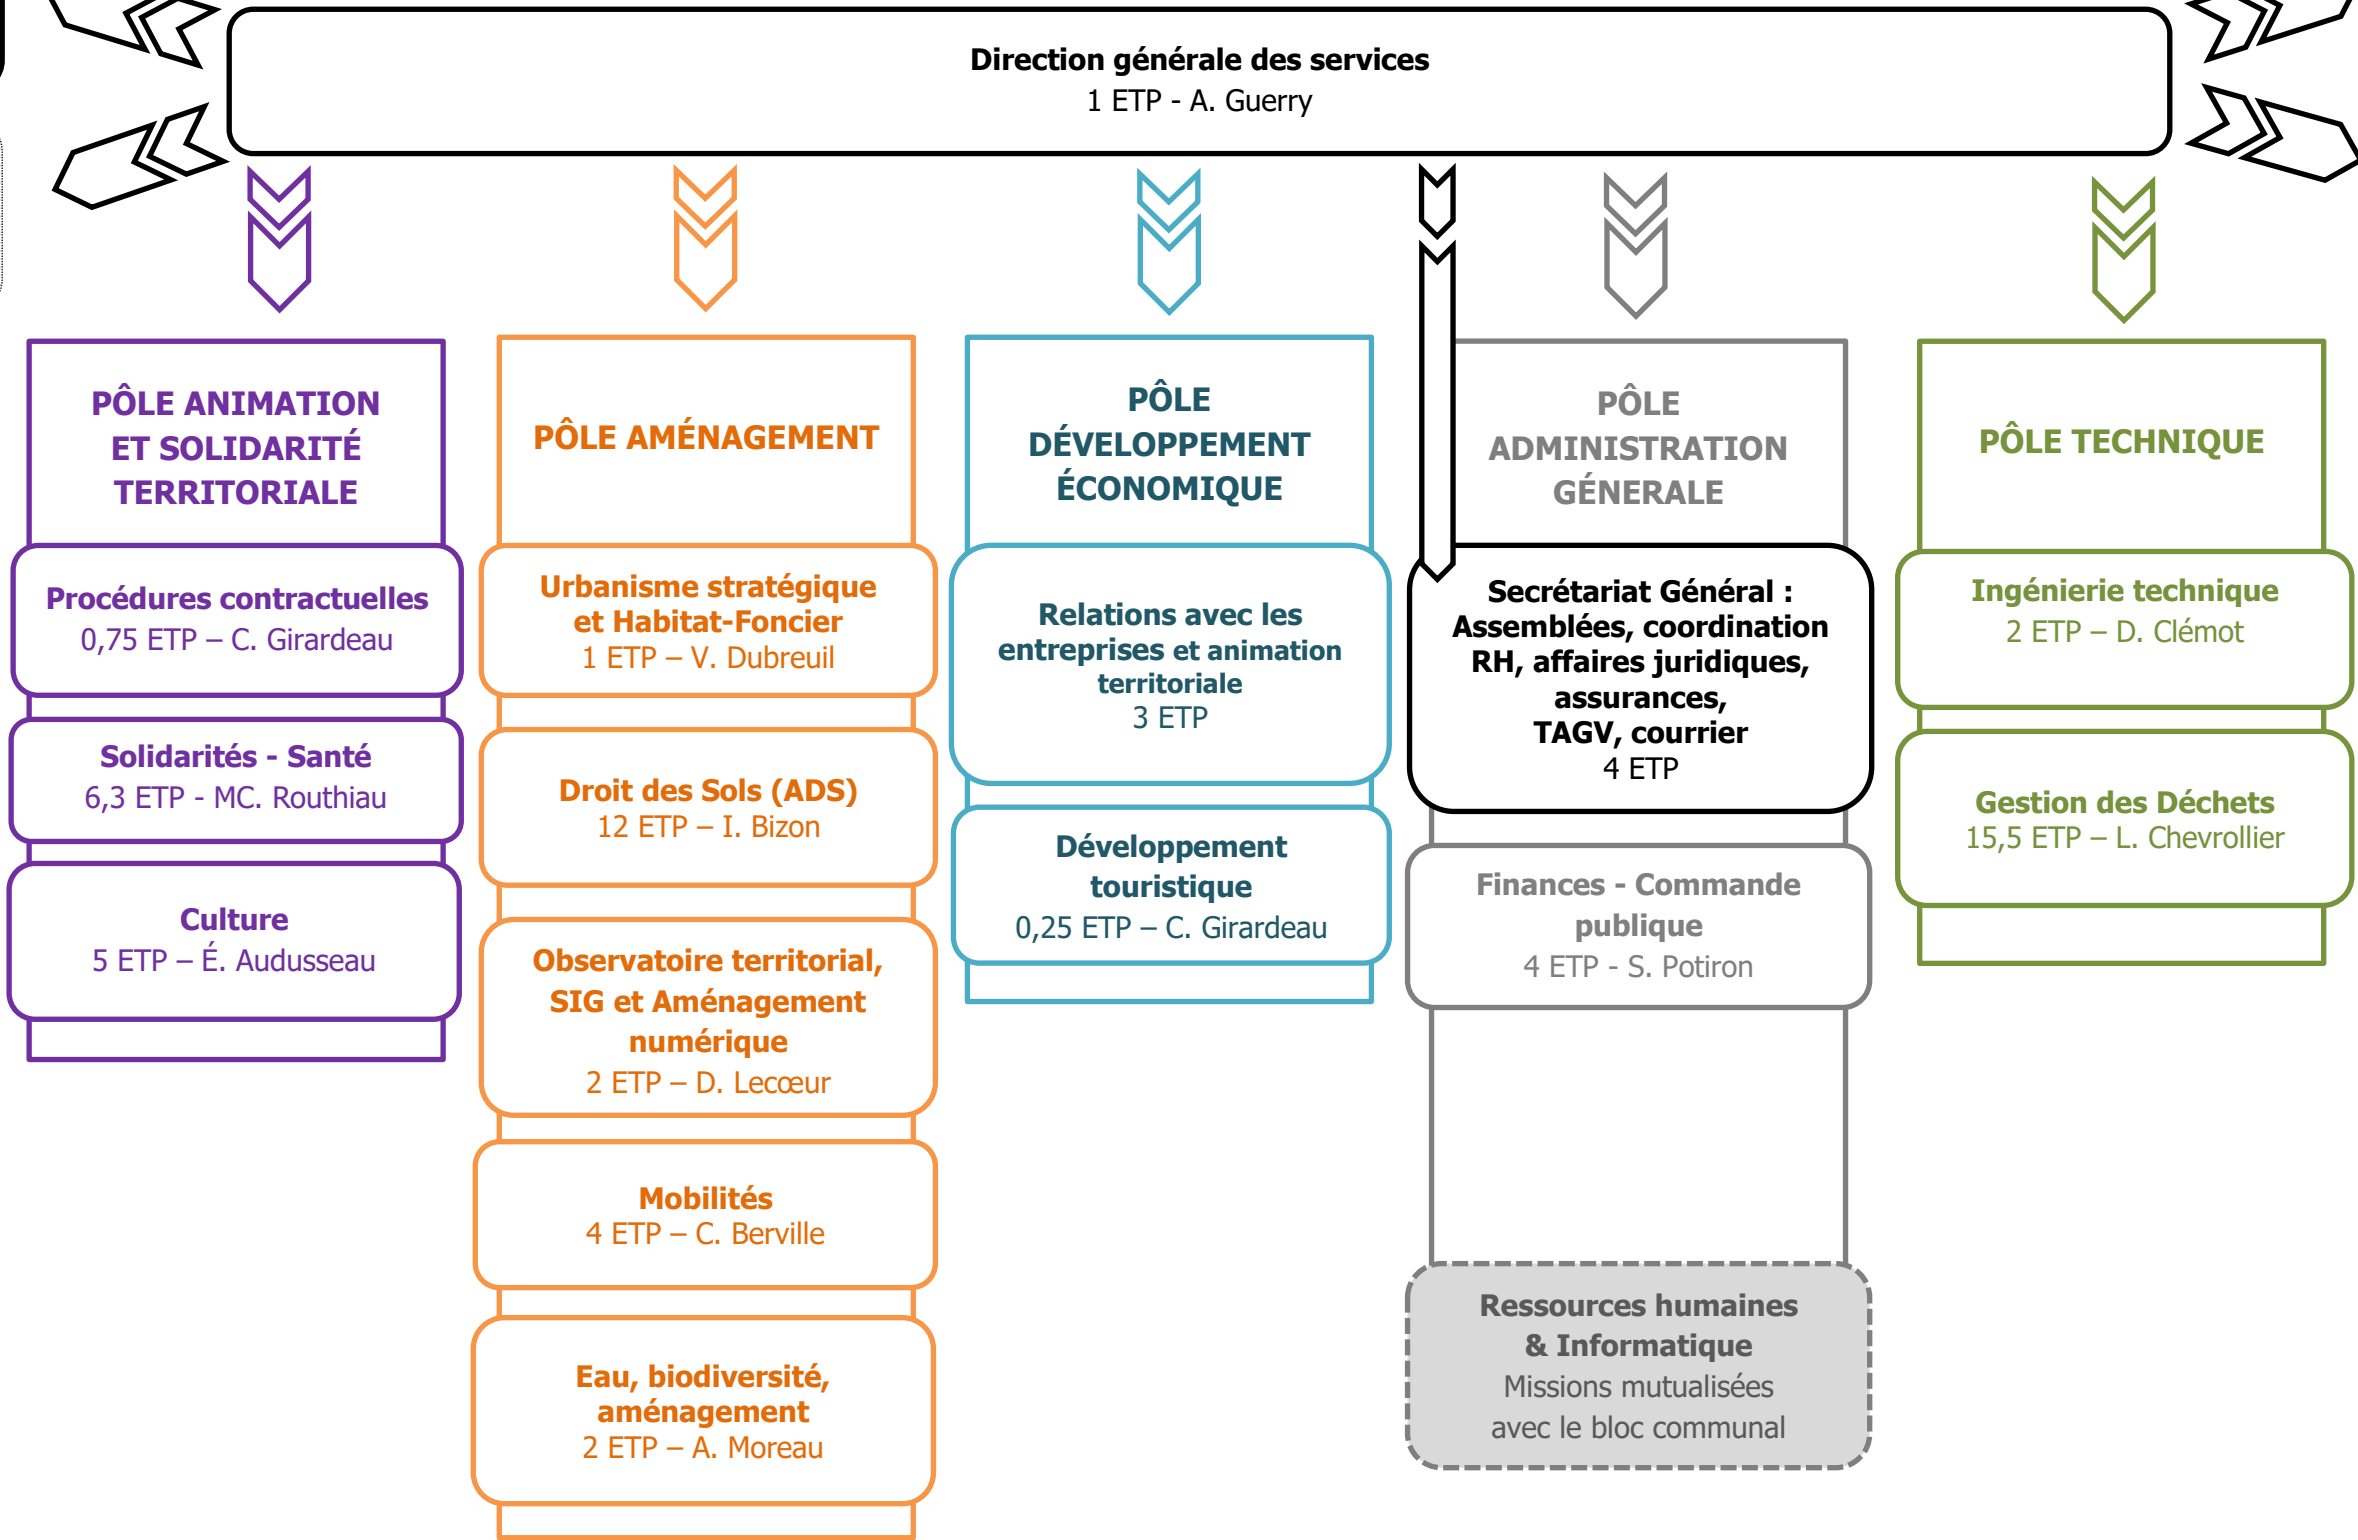 Direction générale des services
1 ETP - A. Guerry
PÔLE ANIMATION
ET SOLIDARITÉ
TERRITORIALE
Procédures contractuelles
0,75 ETP – C. Girardeau
Solidarités - Santé
6,3 ETP - MC. Routhiau
Culture
5 ETP – É. Audusseau
PÔLE AMÉNAGEMENT
Urbanisme stratégique
et Habitat-Foncier
1 ETP – V. Dubreuil
Droit des Sols (ADS)
12 ETP – I. Bizon
Observatoire territorial,
SIG et Aménagement
numérique
2 ETP – D. Lecœur
Mobilités
4 ETP – C. Berville
Eau, biodiversité,
aménagement
2 ETP – A. Moreau
PÔLE
DÉVELOPPEMENT
ÉCONOMIQUE
Relations avec les
entreprises et animation
territoriale
3 ETP
Développement
touristique
0,25 ETP – C. Girardeau
PÔLE
ADMINISTRATION
GÉNERALE
Secrétariat Général :
Assemblées, coordination
RH, affaires juridiques,
assurances,
TAGV, courrier
4 ETP
Finances - Commande
publique
4 ETP - S. Potiron
Ressources humaines
& Informatique
Missions mutualisées
avec le bloc communal
PÔLE TECHNIQUE
Ingénierie technique
2 ETP – D. Clémot
Gestion des Déchets
15,5 ETP – L. Chevrollier